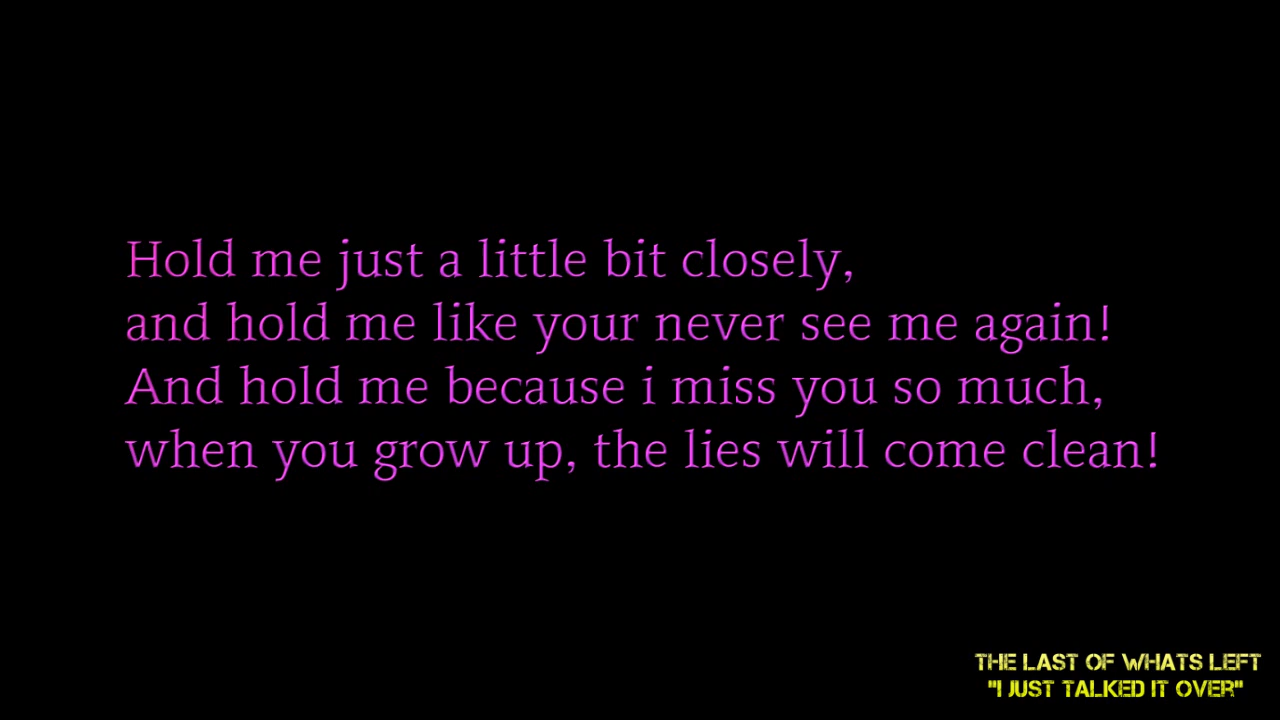 Hold me just a little bit closely,
and hold me like your never see me again!
And hold me because i miss you so much,
when you grow up, the lies will come clean!
THE LAST OF WHATS LEFT
"I JUST TALKED IT OVER"